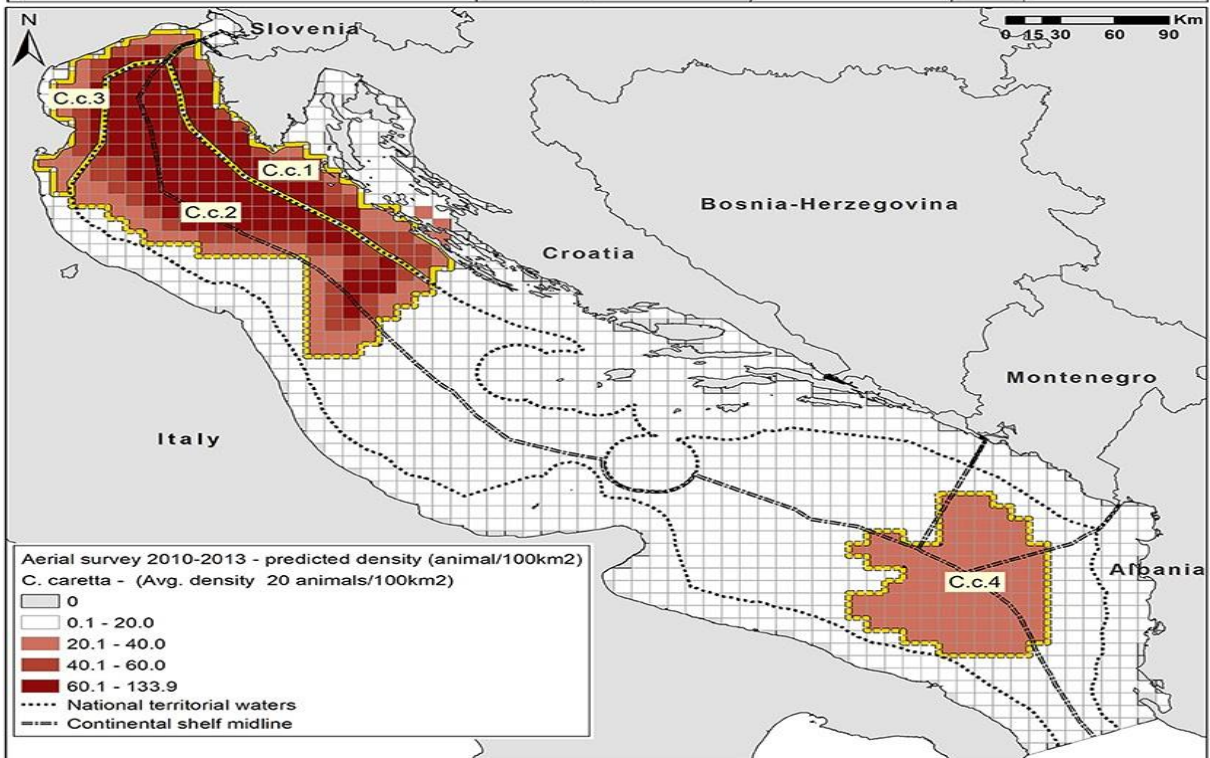 N
Slovenia
Km
0 15 30 60 90
C.c.3
C.c.1
C.c.2
Bosnia-Herzegovina
Croatia
Montenegro
Italy
Albania
C.c.4
Aerial survey 2010-2013 - predicted density (animal/100km2)
C. caretta - (Avg. density 20 animals/100km2)
0
0.1 - 20.0
20.1 - 40.0
40.1 - 60.0
60.1 - 133.9
National territorial waters
Continental shelf midline